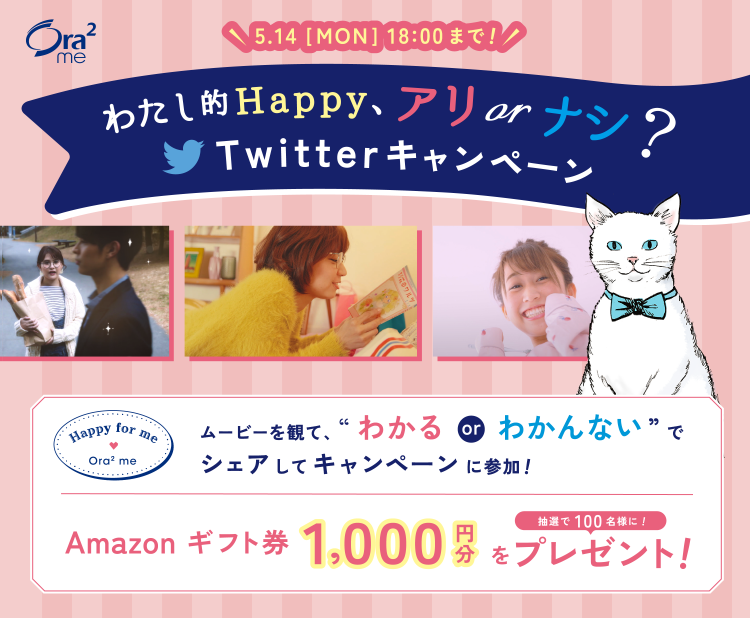 Ora² me
5.14 [MON] 18:00まで!
わたし的Happy、アリorナシ?
Twitterキャンペーン
Happy for me
Ora² me
ムービーを観て、“わかる or わかんない”で
シェアしてキャンペーンに参加!
抽選で100名様に!
Amazon ギフト券 1,000円分をプレゼント!